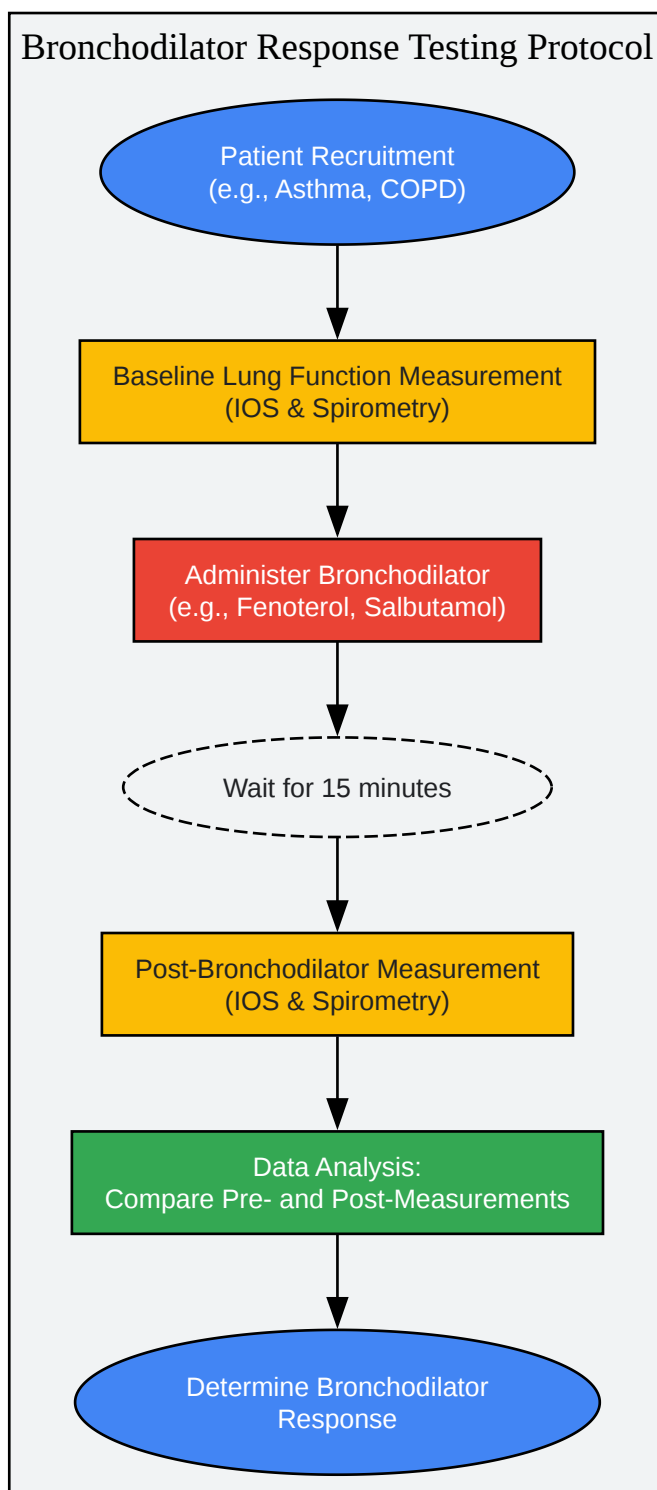 Bronchodilator Response Testing Protocol
Patient Recruitment
(e.g., Asthma, COPD)
Baseline Lung Function Measurement
(IOS & Spirometry)
Administer Bronchodilator
(e.g., Fenoterol, Salbutamol)
Wait for 15 minutes
Post-Bronchodilator Measurement
(IOS & Spirometry)
Data Analysis:
Compare Pre- and Post-Measurements
Determine Bronchodilator
Response